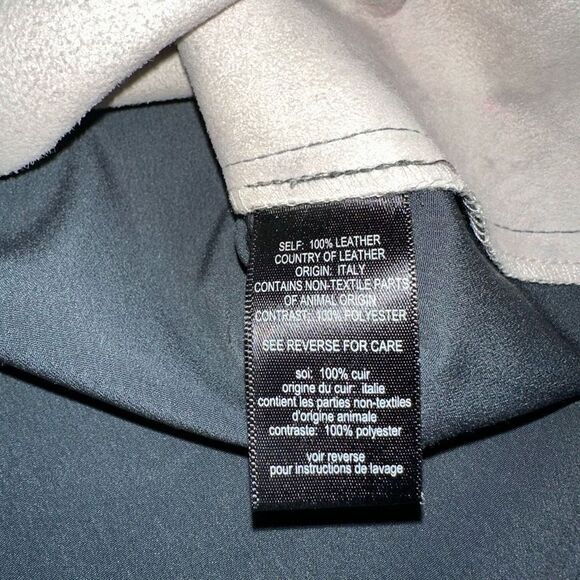 SELF: 100% LEATHER
COUNTRY OF LEATHER
ORIGIN: ITALY
CONTAINS NON-TEXTILE PARTS
OF ANIMAL ORIGIN
CONTRAST: 100% POLYESTER
SEE REVERSE FOR CARE
soi: 100% cuir
origine du cuir: italie
contient les parties non-textiles
d'origine animale
contraste: 100% polyester
voir reverse
pour instructions de lavage